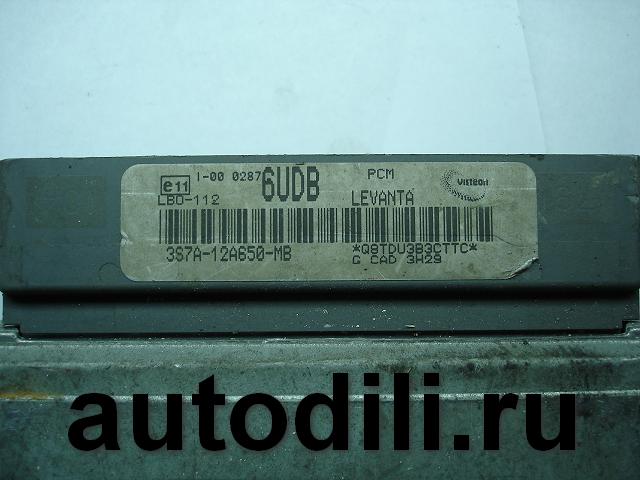 e11 1-00 0287 6UDB PCM Visteon
LBO-112 LEVANTA
3S7A-12A650-MB *Q8TDU3B3CTTC*
G CAD 3H29
autodili.ru